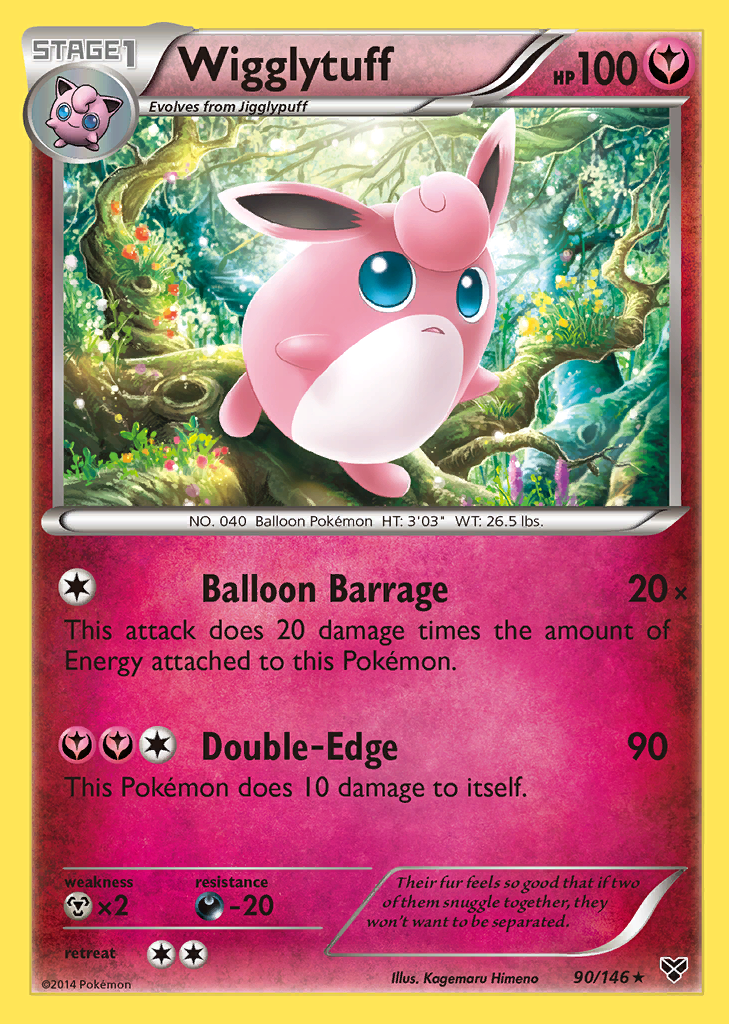 STAGE1
Wigglytuff
HP100
Evolves from Jigglypuff
NO. 040 Balloon Pokémon HT: 3'03" WT: 26.5 lbs.
Balloon Barrage 20×
This attack does 20 damage times the amount of
Energy attached to this Pokémon.
Double-Edge 90
This Pokémon does 10 damage to itself.
weakness resistance
×2 -20
retreat
Their fur feels so good that if two
of them snuggle together, they
won't want to be separated.
©2014 Pokémon
Illus. Kagemaru Himeno 90/146★